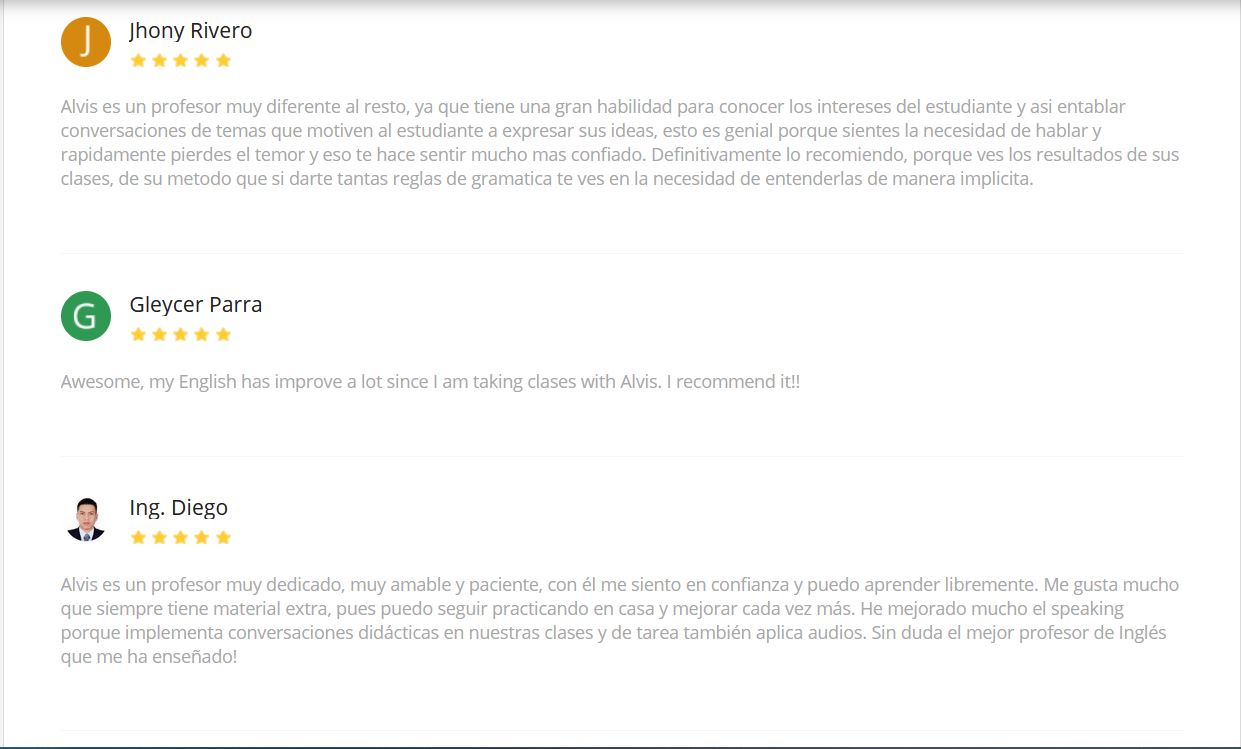 J
Jhony Rivero
Alvis es un profesor muy diferente al resto, ya que tiene una gran habilidad para conocer los intereses del estudiante y asi entablar
conversaciones de temas que motiven al estudiante a expresar sus ideas, esto es genial porque sientes la necesidad de hablar y
rapidamente pierdes el temor y eso te hace sentir mucho mas confiado. Definitivamente lo recomiendo, porque ves los resultados de sus
clases, de su metodo que si darte tantas reglas de gramatica te ves en la necesidad de entenderlas de manera implicita.
G
Gleycer Parra
Awesome, my English has improve a lot since I am taking clases with Alvis. I recommend it!!
Ing. Diego
Alvis es un profesor muy dedicado, muy amable y paciente, con él me siento en confianza y puedo aprender libremente. Me gusta mucho
que siempre tiene material extra, pues puedo seguir practicando en casa y mejorar cada vez más. He mejorado mucho el speaking
porque implementa conversaciones didácticas en nuestras clases y de tarea también aplica audios. Sin duda el mejor profesor de Inglés
que me ha enseñado!